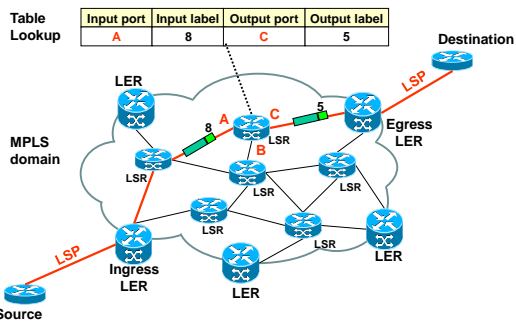 Table Lookup
Input port Input label Output port Output label
A 8 C 5
Destination
LSP
LER
A
8
C
5
LSR
B
Egress LER
MPLS domain
LSR
LSR
LSR
LSR
LSR
LSP
Ingress LER
LER
LER
Source